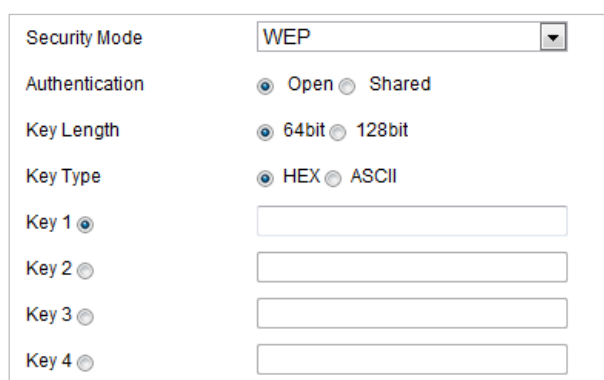 Security Mode WEP
Authentication Open Shared
Key Length 64bit 128bit
Key Type HEX ASCII
Key 1
Key 2
Key 3
Key 4